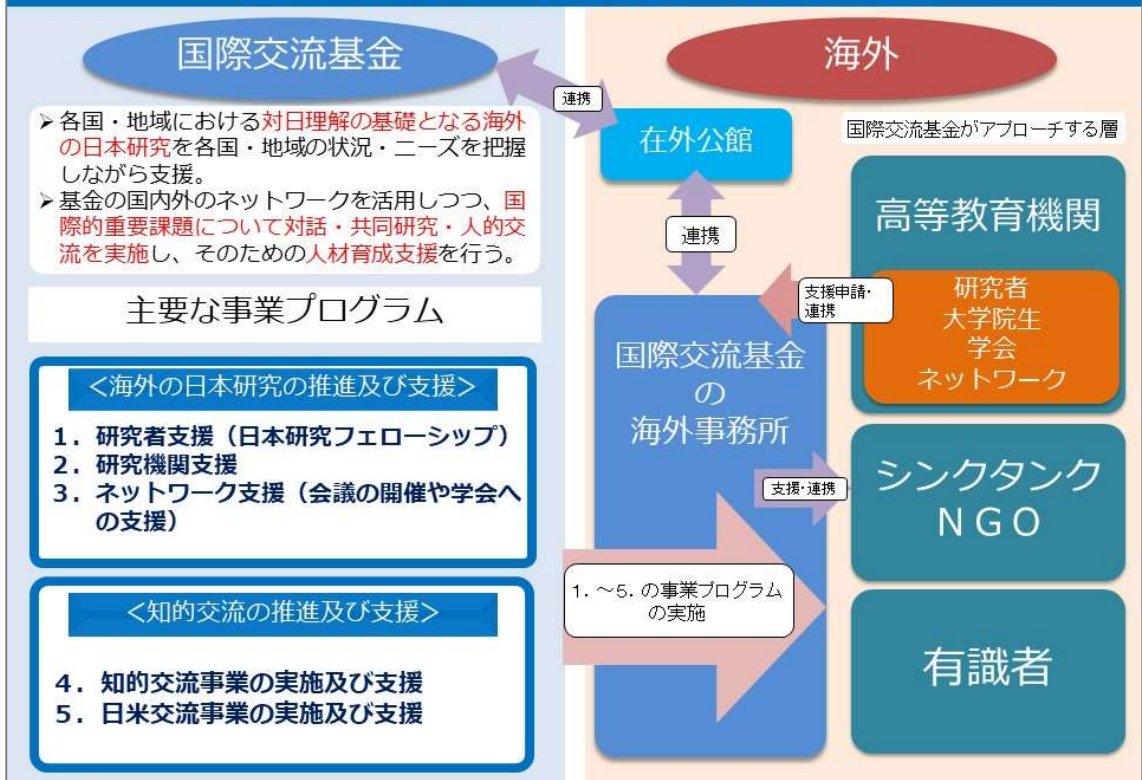 国際交流基金
➢各国・地域における対日理解の基礎となる海外
の日本研究を各国・地域の状況・ニーズを把握
しながら支援。
➢基金の国内外のネットワークを活用しつつ、国
際的重要課題について対話・共同研究・人的交
流を実施し、そのための人材育成支援を行う。
主要な事業プログラム
＜海外の日本研究の推進及び支援＞
１．研究者支援（日本研究フェローシップ）
２．研究機関支援
３．ネットワーク支援（会議の開催や学会へ
の支援）
＜知的交流の推進及び支援＞
４．知的交流事業の実施及び支援
５．日米交流事業の実施及び支援
連携
海外
在外公館
国際交流基金がアプローチする層
連携
高等教育機関
支援申請・
連携
研究者
大学院生
学会
ネットワーク
国際交流基金
の
海外事務所
支援・連携
シンクタンク
ＮＧＯ
1．～5．の事業プログラム
の実施
有識者